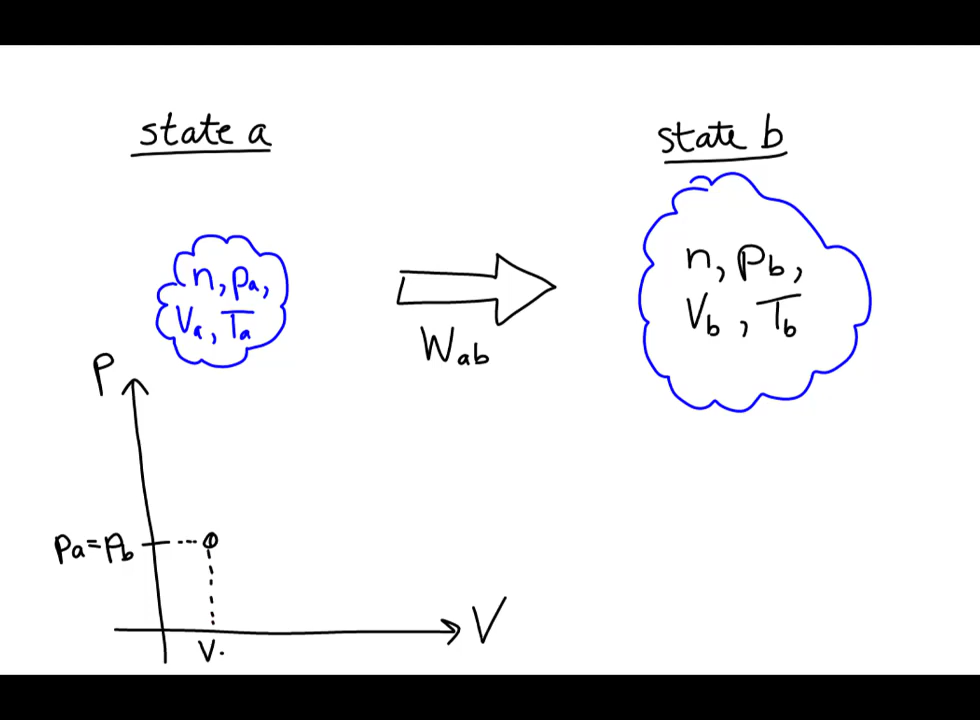 state a
state b
n, pa,
Va, Ta
Wab
n, pb,
Vb, Tb
P
pa=pb
V
V.